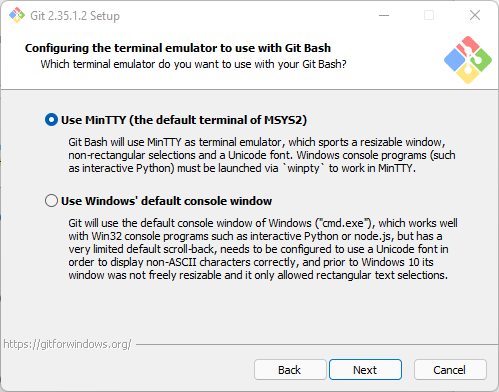 Git 2.35.1.2 Setup
Configuring the terminal emulator to use with Git Bash
Which terminal emulator do you want to use with your Git Bash?
Use MinTTY (the default terminal of MSYS2)
Git Bash will use MinTTY as terminal emulator, which sports a resizable window,
non-rectangular selections and a Unicode font. Windows console programs (such
as interactive Python) must be launched via `winpty` to work in MinTTY.
Use Windows' default console window
Git will use the default console window of Windows ("cmd.exe"), which works well
with Win32 console programs such as interactive Python or node.js, but has a
very limited default scroll-back, needs to be configured to use a Unicode font in
order to display non-ASCII characters correctly, and prior to Windows 10 its
window was not freely resizable and it only allowed rectangular text selections.
https://gitforwindows.org/
Back Next Cancel